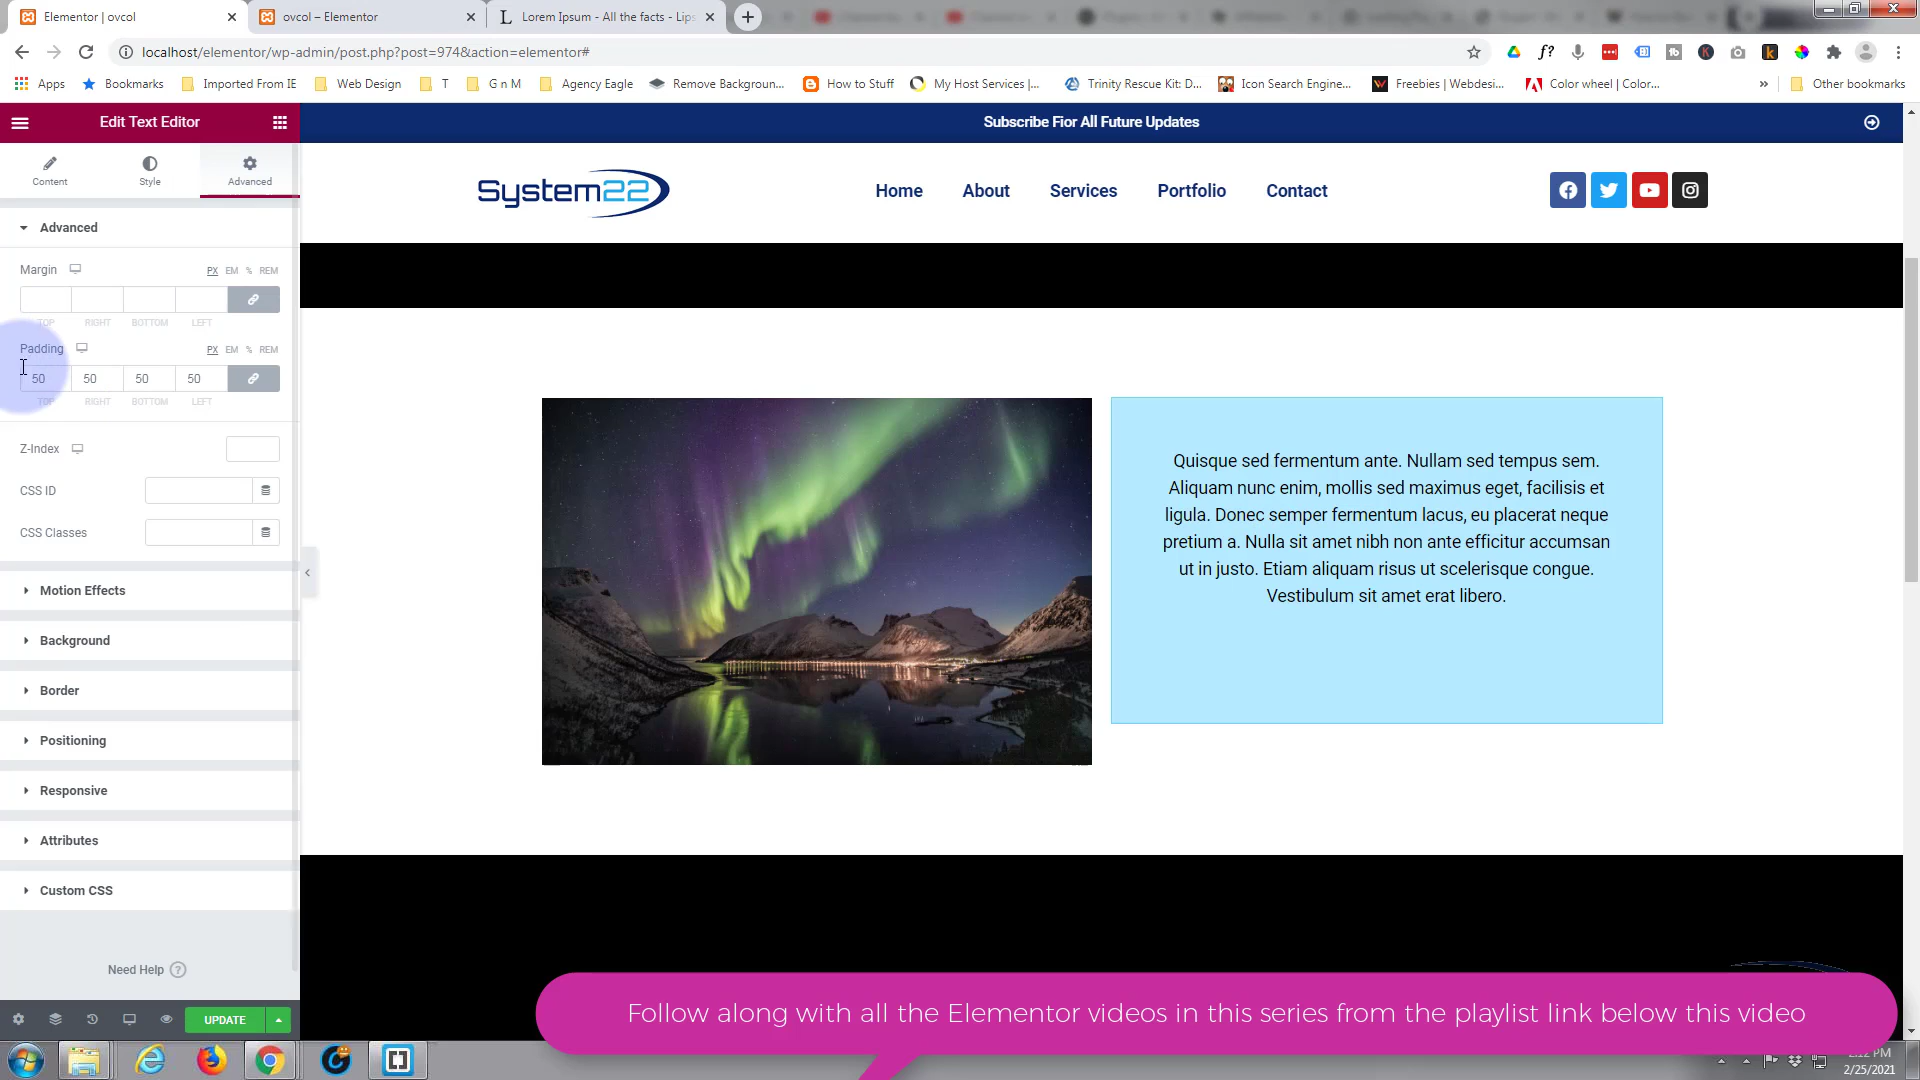 Elementor | ovcol
ovcol – Elementor
Lorem Ipsum - All the facts - Lips
localhost/elementor/wp-admin/post.php?post=974&action=elementor#
Apps
Bookmarks
Imported From IE
Web Design
T
G n M
Agency Eagle
Remove Backgroun...
How to Stuff
My Host Services |...
Trinity Rescue Kit: D...
Icon Search Engine...
Freebies | Webdesi...
Color wheel | Color...
Other bookmarks
Edit Text Editor
Subscribe Fior All Future Updates
Content
Style
Advanced
System22
Home
About
Services
Portfolio
Contact
Advanced
Margin
PX EM % REM
TOP RIGHT BOTTOM LEFT
Padding
PX EM % REM
50 50 50 50
TOP RIGHT BOTTOM LEFT
Z-Index
CSS ID
CSS Classes
Motion Effects
Background
Border
Positioning
Responsive
Attributes
Custom CSS
Need Help ?
UPDATE
Quisque sed fermentum ante. Nullam sed tempus sem.
Aliquam nunc enim, mollis sed maximus eget, facilisis et
ligula. Donec semper fermentum lacus, eu placerat neque
pretium a. Nulla sit amet nibh non ante efficitur accumsan
ut in justo. Etiam aliquam risus ut scelerisque congue.
Vestibulum sit amet erat libero.
Follow along with all the Elementor videos in this series from the playlist link below this video
2:12 PM
2/25/2021